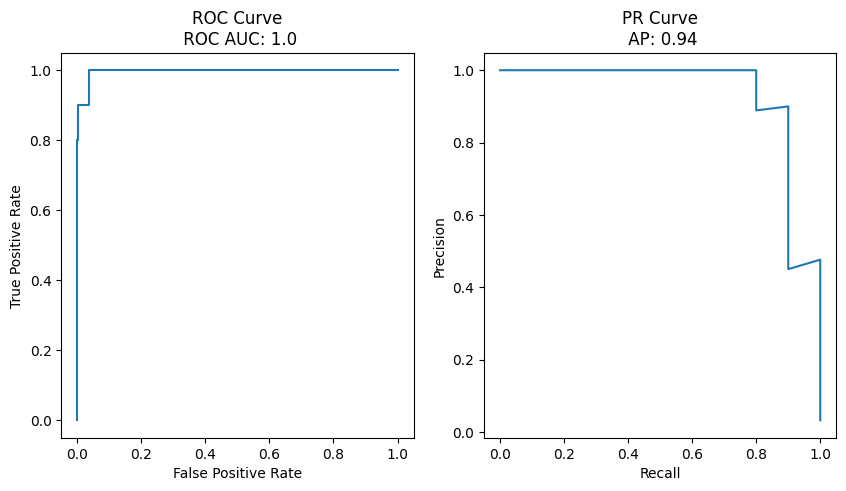 ROC Curve
ROC AUC: 1.0
1.0
0.8
0.6
0.4
0.2
0.0
True Positive Rate
0.0 0.2 0.4 0.6 0.8 1.0
False Positive Rate
PR Curve
AP: 0.94
1.0
0.8
0.6
0.4
0.2
0.0
Precision
0.0 0.2 0.4 0.6 0.8 1.0
Recall